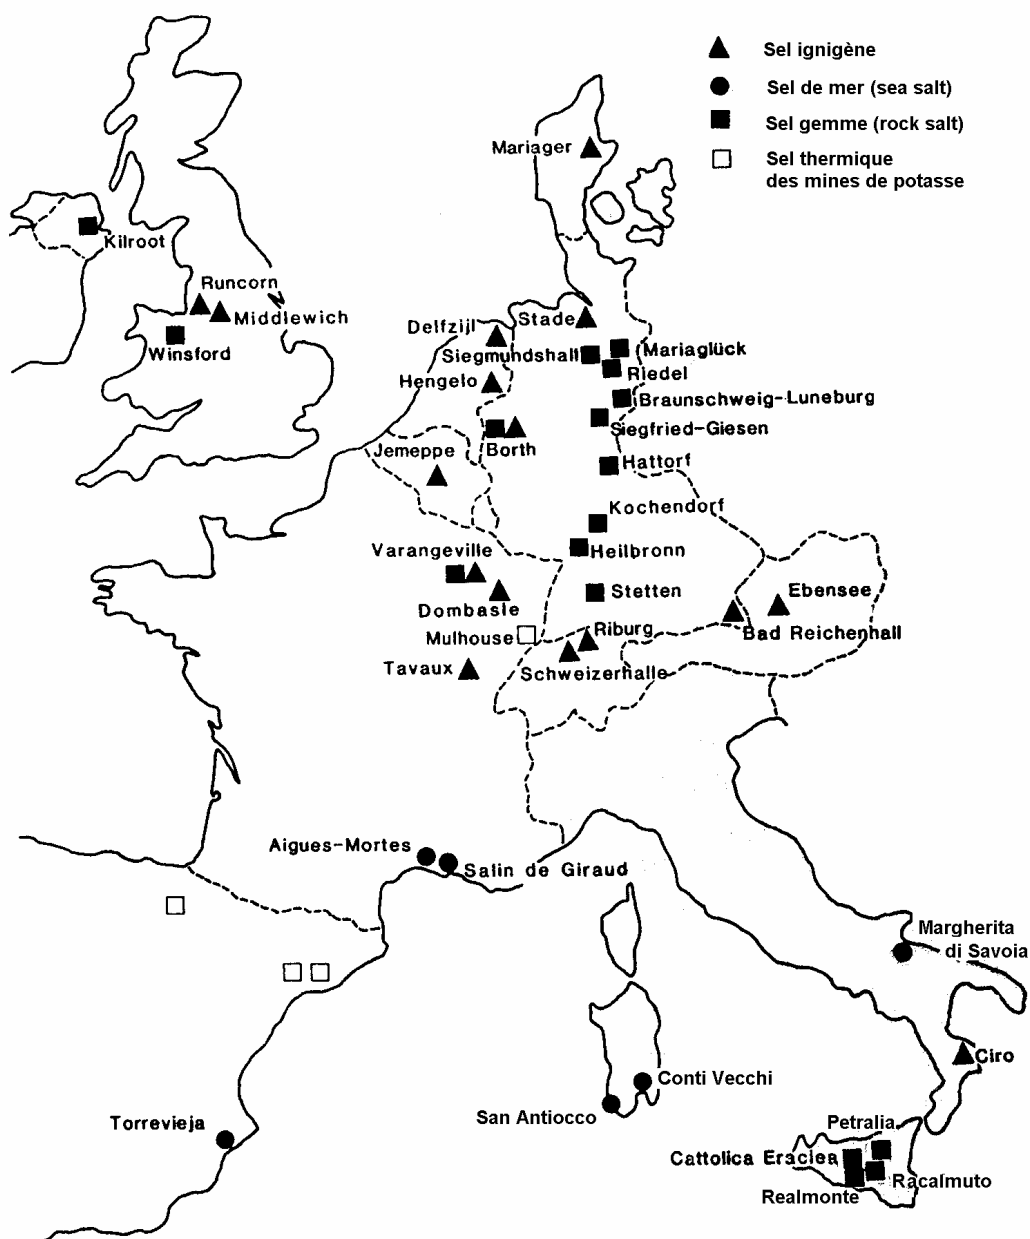 Sel ignigène
Sel de mer (sea salt)
Sel gemme (rock salt)
Sel thermique
des mines de potasse
Mariager
Kilroot
Runcorn
Middlewich
Winsford
Delfzijl
Stade
Siegmundshall
Mariaglück
Hengelo
Riedel
Braunschweig-Luneburg
Siegfried-Giesen
Borth
Jemeppe
Hattorf
Kochendorf
Varangeville
Heilbronn
Dombasle
Stetten
Ebensee
Mulhouse
Riburg
Bad Reichenhall
Tavaux
Schweizerhalle
Aigues-Mortes
Salin de Giraud
Margherita
di Savoia
Ciro
Conti Vecchi
San Antiocco
Torrevieja
Petralia
Cattolica Eraclea
Racalmuto
Realmonte